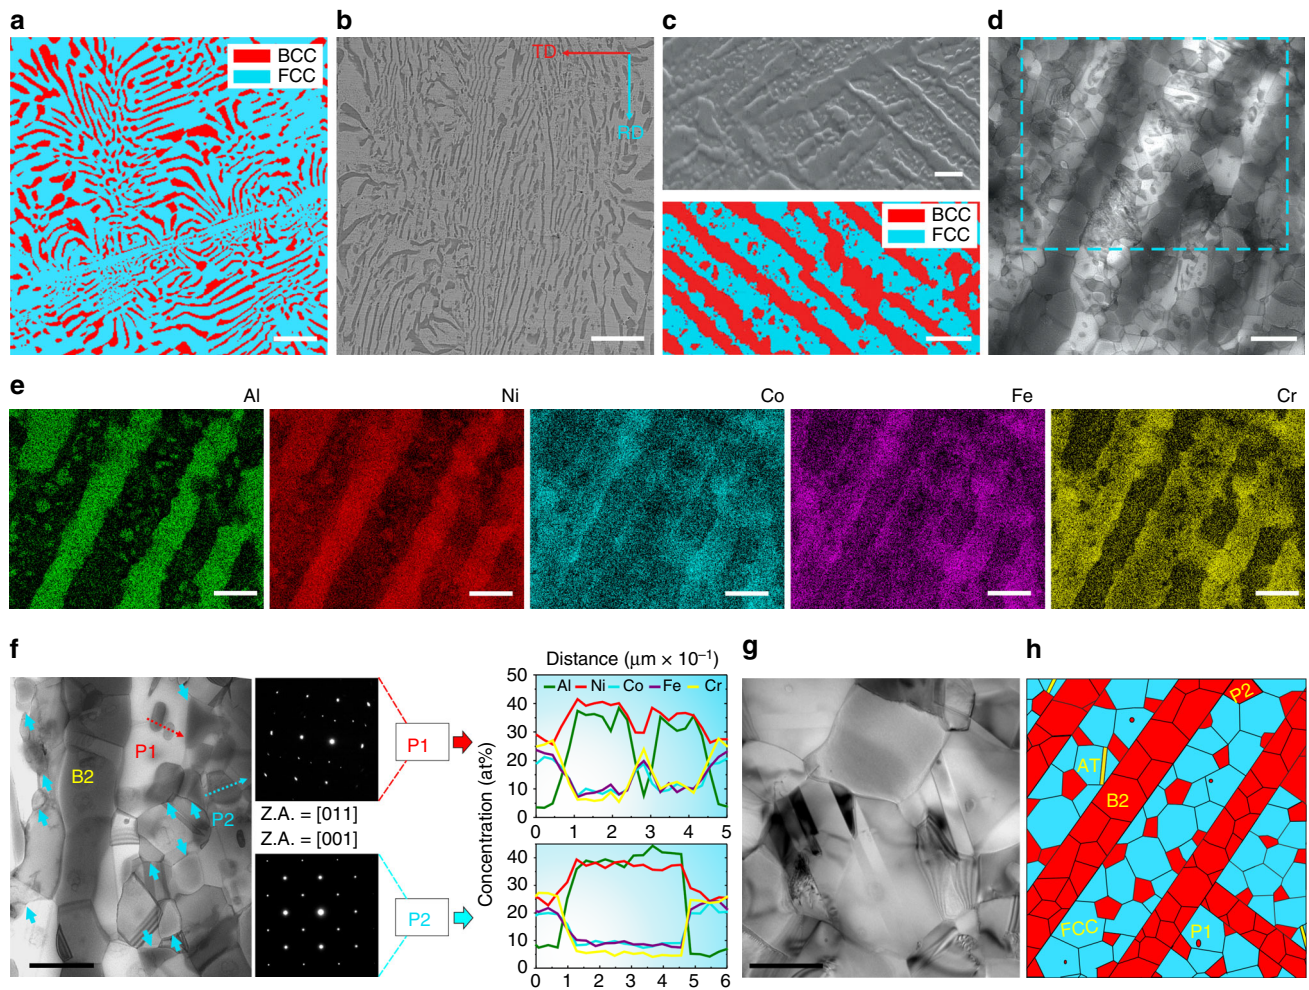 a
BCC
FCC
b
TD
RD
c
BCC
FCC
d
e
Al
Ni
Co
Fe
Cr
f
B2
P1
P2
Z.A. = [011]
Z.A. = [001]
P1
P2
Distance (μm × 10⁻¹)
Concentration (at%)
50
40
30
20
10
0
Al Ni Co Fe Cr
0 1 2 3 4 5
40
30
20
10
0
0 1 2 3 4 5 6
g
h
P2
AT
B2
FCC
P1